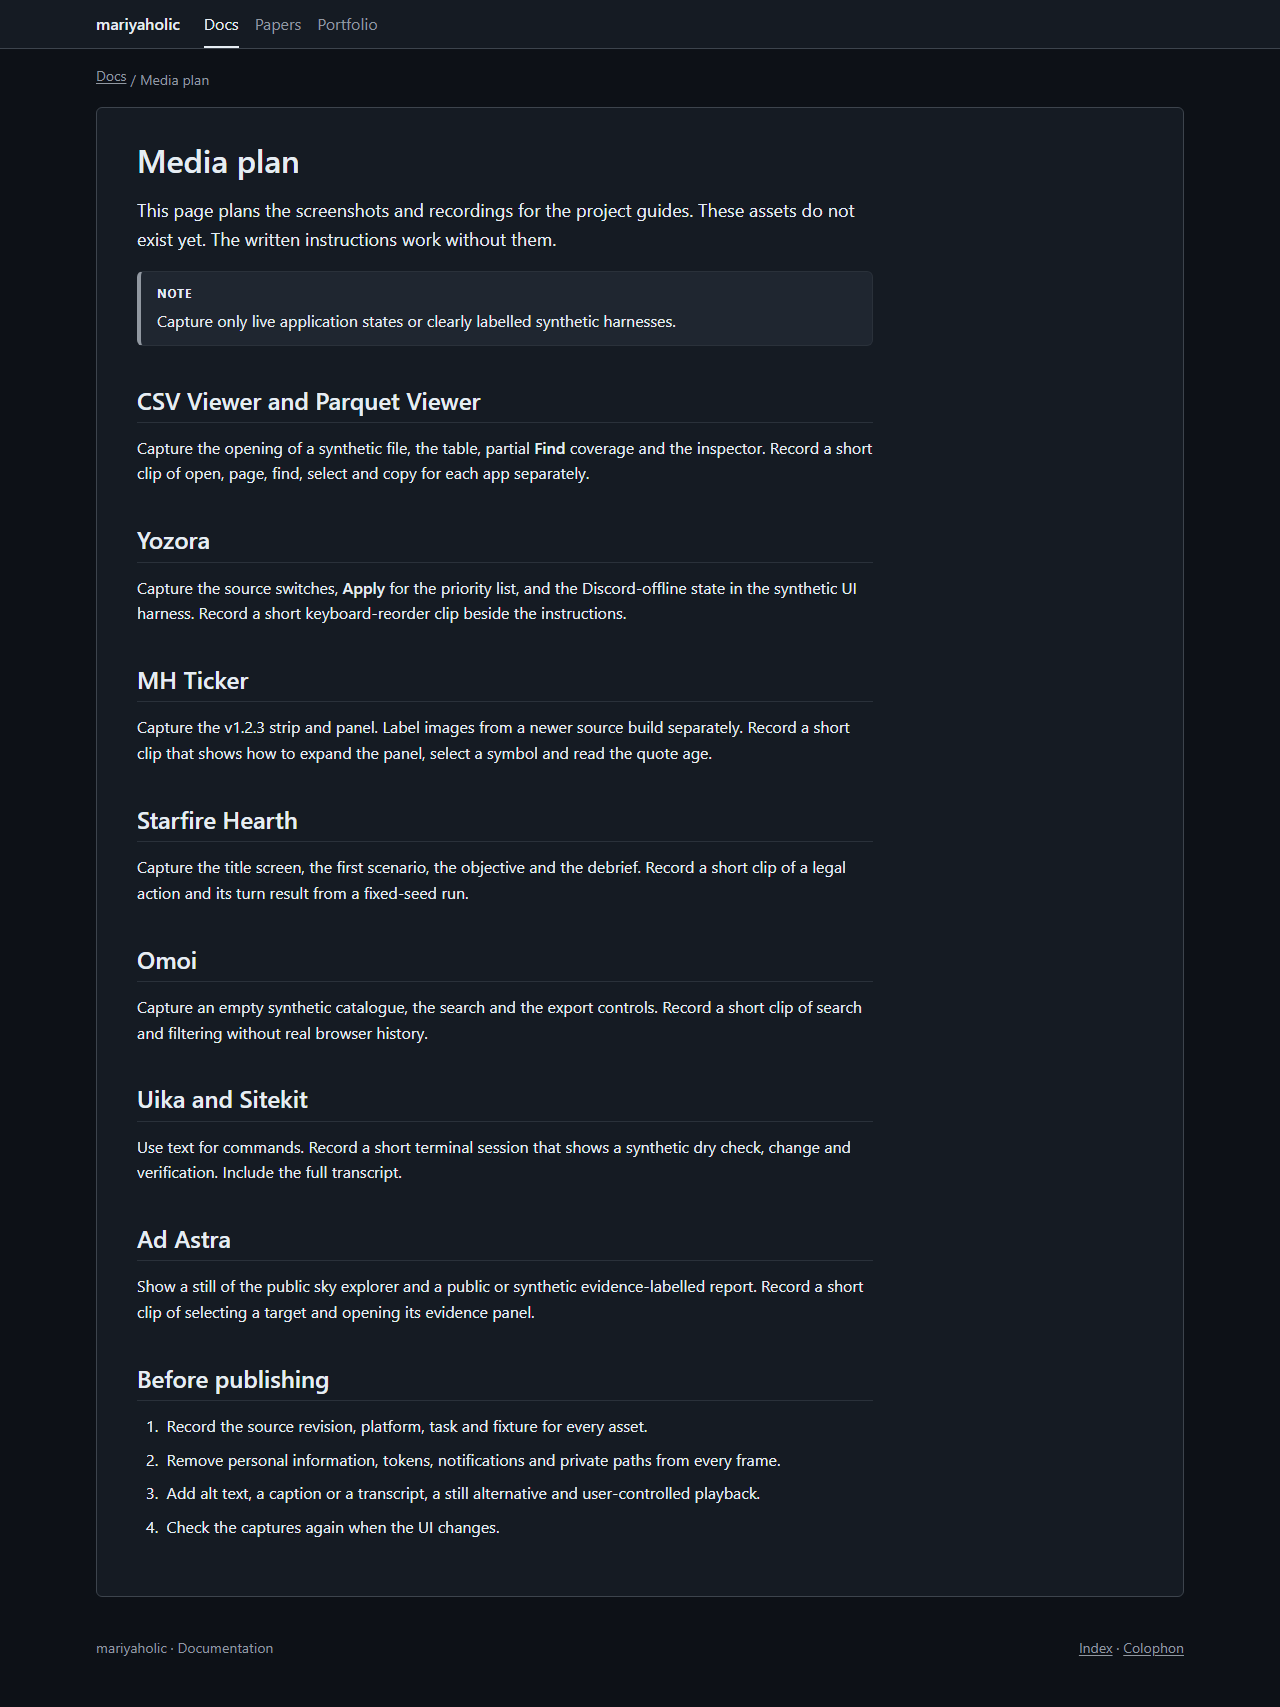 mariyaholic Docs Papers Portfolio
Docs / Media plan
Media plan
This page plans the screenshots and recordings for the project guides. These assets do not
exist yet. The written instructions work without them.
NOTE
Capture only live application states or clearly labelled synthetic harnesses.
CSV Viewer and Parquet Viewer
Capture the opening of a synthetic file, the table, partial Find coverage and the inspector. Record a short
clip of open, page, find, select and copy for each app separately.
Yozora
Capture the source switches, Apply for the priority list, and the Discord-offline state in the synthetic UI
harness. Record a short keyboard-reorder clip beside the instructions.
MH Ticker
Capture the v1.2.3 strip and panel. Label images from a newer source build separately. Record a short
clip that shows how to expand the panel, select a symbol and read the quote age.
Starfire Hearth
Capture the title screen, the first scenario, the objective and the debrief. Record a short clip of a legal
action and its turn result from a fixed-seed run.
Omoi
Capture an empty synthetic catalogue, the search and the export controls. Record a short clip of search
and filtering without real browser history.
Uika and Sitekit
Use text for commands. Record a short terminal session that shows a synthetic dry check, change and
verification. Include the full transcript.
Ad Astra
Show a still of the public sky explorer and a public or synthetic evidence-labelled report. Record a short
clip of selecting a target and opening its evidence panel.
Before publishing
1. Record the source revision, platform, task and fixture for every asset.
2. Remove personal information, tokens, notifications and private paths from every frame.
3. Add alt text, a caption or a transcript, a still alternative and user-controlled playback.
4. Check the captures again when the UI changes.
mariyaholic · Documentation
Index · Colophon